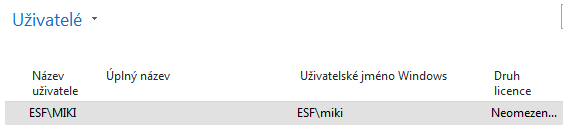 Uživatelé
Název uživatele Úplný název Uživatelské jméno Windows Druh licence
ESF\MIKI ESF\miki Neomezen...